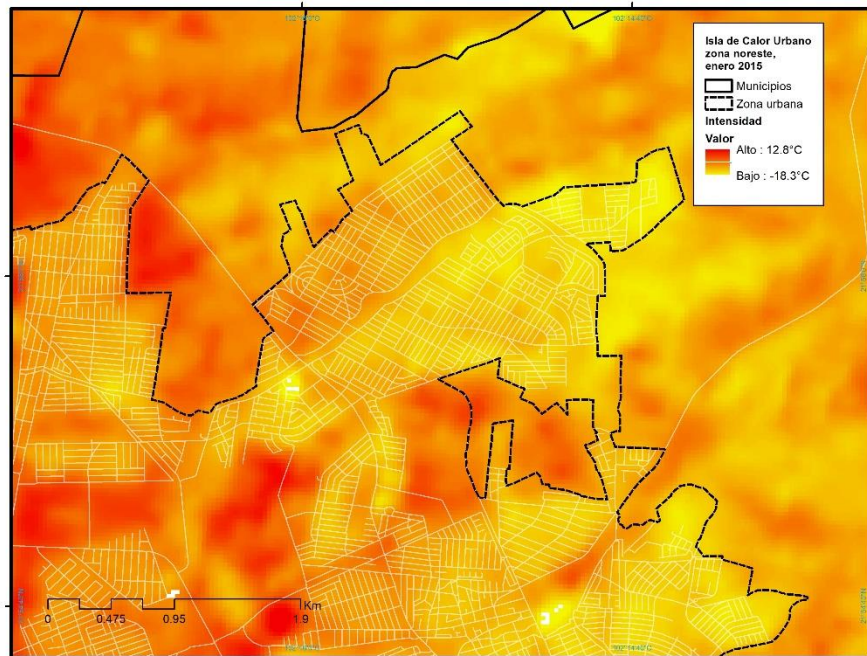 Isla de Calor Urbano
zona noreste,
enero 2015
Municipios
Zona urbana
Intensidad
Valor
Alto : 12.8°C
Bajo : -18.3°C
Km
0 0.475 0.95 1.9